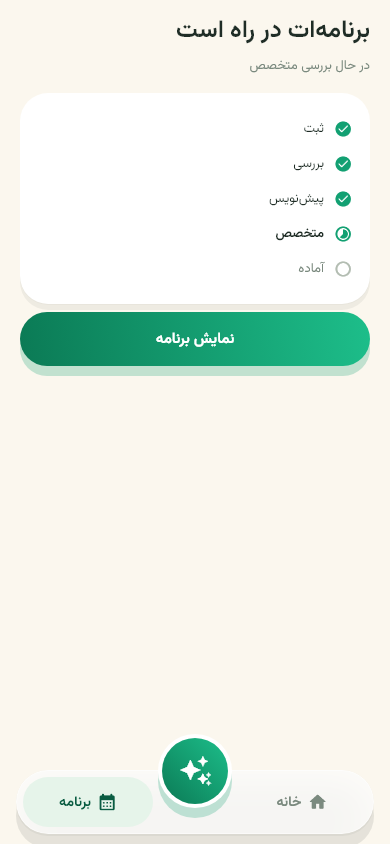 برنامه‌ات در راه است
در حال بررسی متخصص
ثبت
بررسی
پیش‌نویس
متخصص
آماده
نمایش برنامه
خانه
برنامه